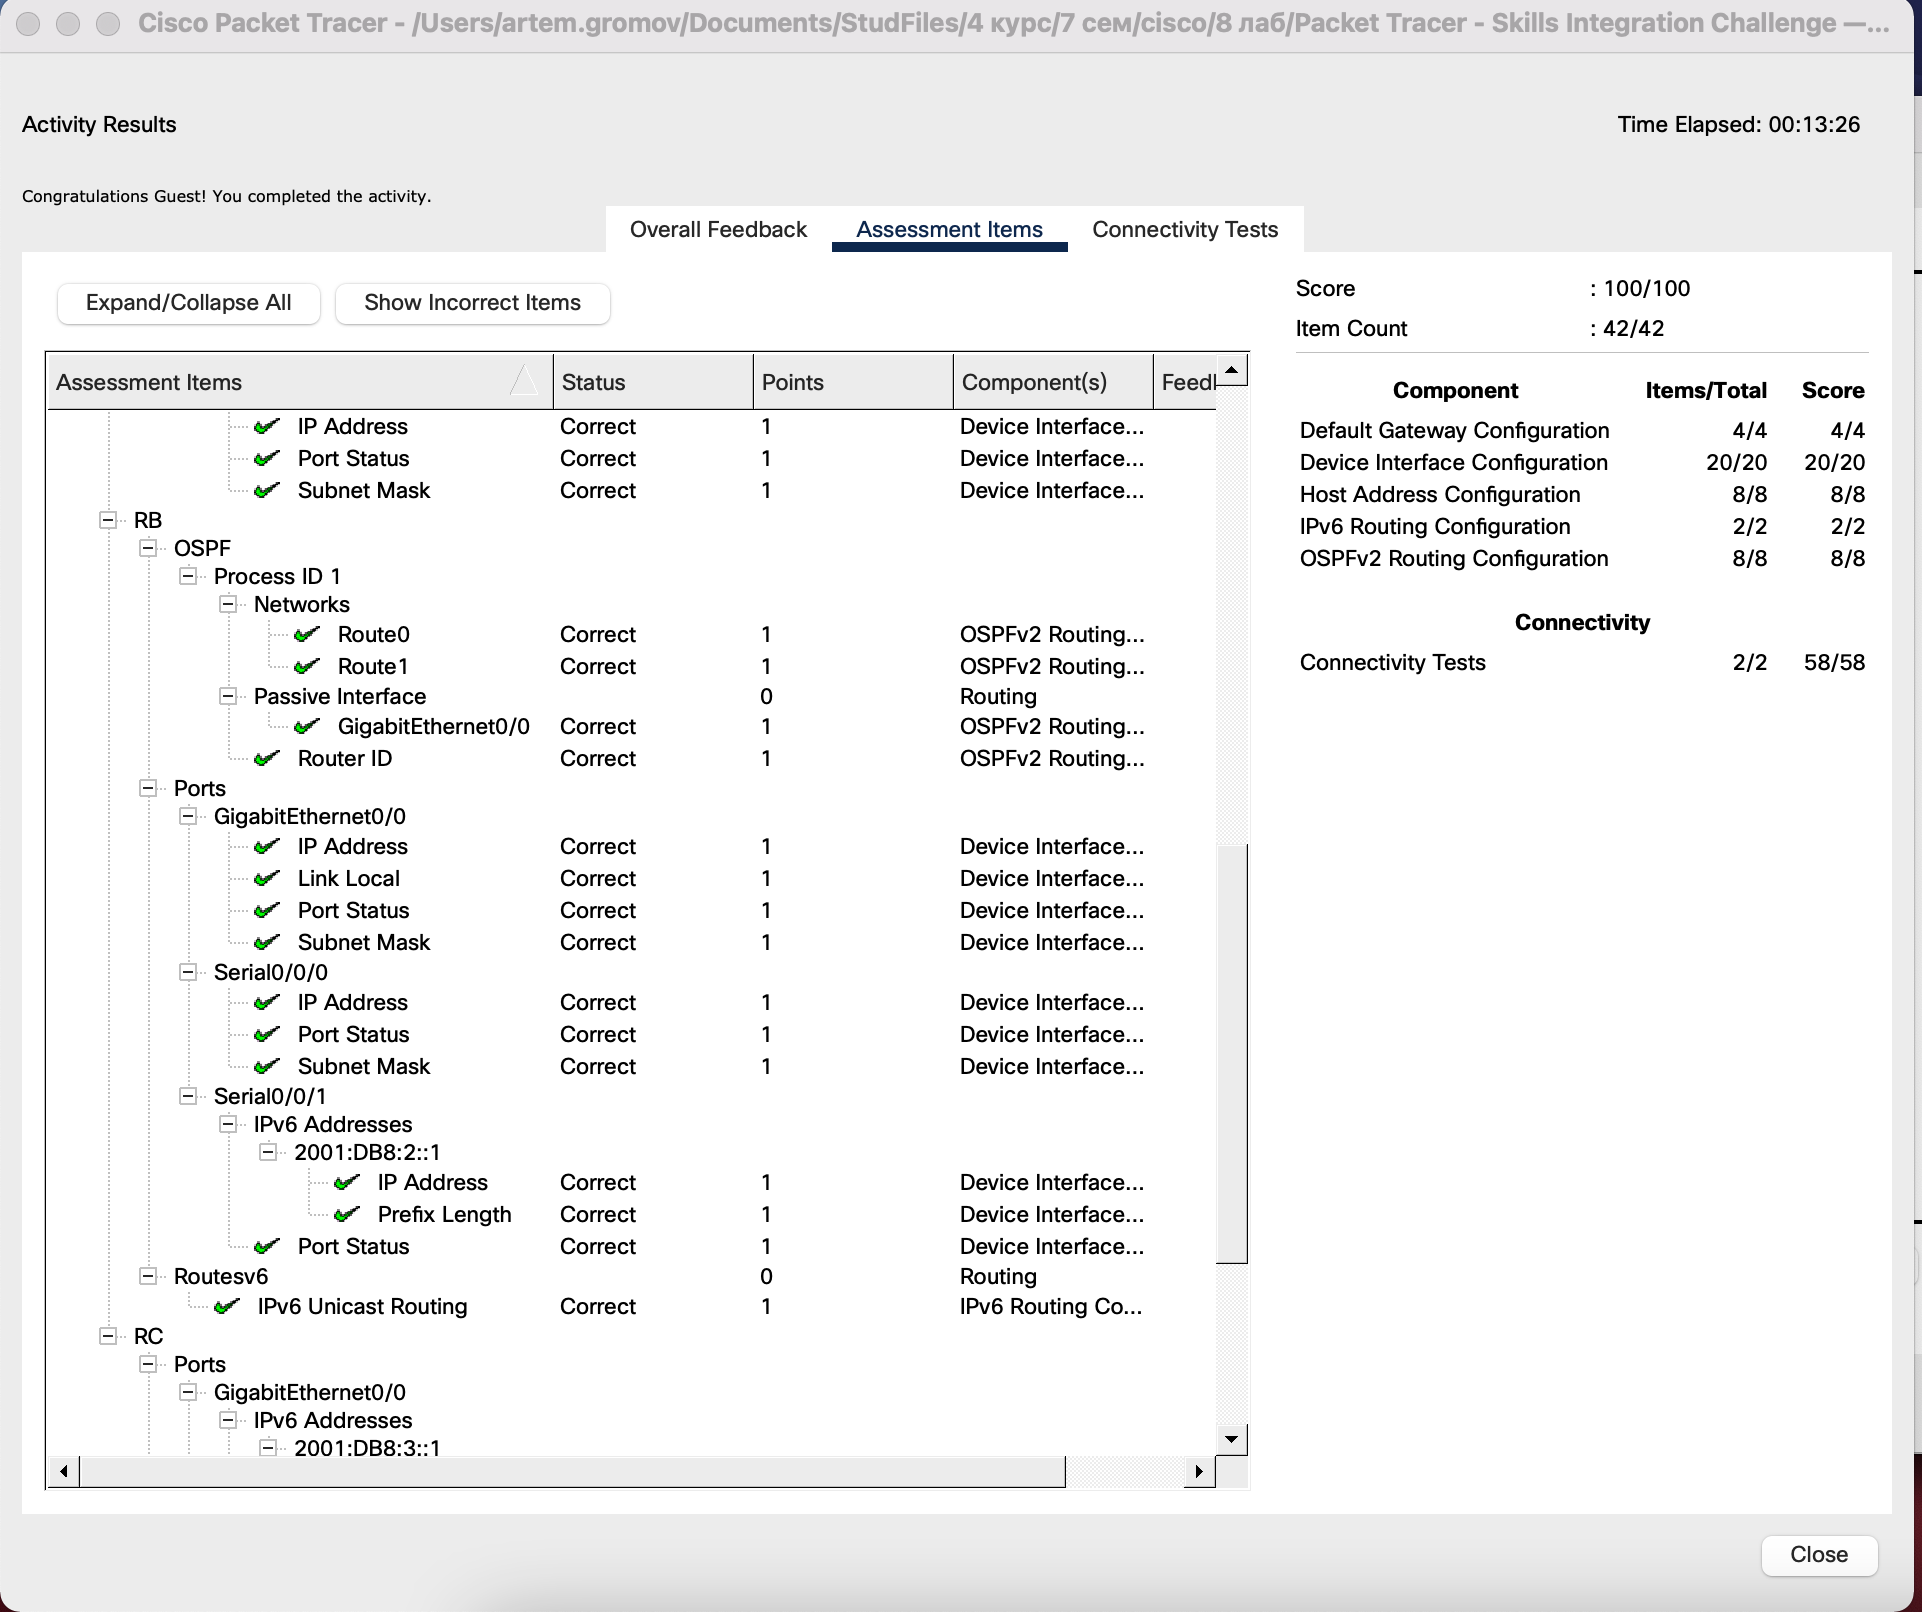 Cisco Packet Tracer - /Users/artem.gromov/Documents/StudFiles/4 курс/7 сем/cisco/8 лаб/Packet Tracer - Skills Integration Challenge —...
Activity Results
Time Elapsed: 00:13:26
Congratulations Guest! You completed the activity.
Overall Feedback Assessment Items Connectivity Tests
Expand/Collapse All Show Incorrect Items
Assessment Items Status Points Component(s) Feedl
IP Address Correct 1 Device Interface...
Port Status Correct 1 Device Interface...
Subnet Mask Correct 1 Device Interface...
RB
OSPF
Process ID 1
Networks
Route0 Correct 1 OSPFv2 Routing...
Route1 Correct 1 OSPFv2 Routing...
Passive Interface 0 Routing
GigabitEthernet0/0 Correct 1 OSPFv2 Routing...
Router ID Correct 1 OSPFv2 Routing...
Ports
GigabitEthernet0/0
IP Address Correct 1 Device Interface...
Link Local Correct 1 Device Interface...
Port Status Correct 1 Device Interface...
Subnet Mask Correct 1 Device Interface...
Serial0/0/0
IP Address Correct 1 Device Interface...
Port Status Correct 1 Device Interface...
Subnet Mask Correct 1 Device Interface...
Serial0/0/1
IPv6 Addresses
2001:DB8:2::1
IP Address Correct 1 Device Interface...
Prefix Length Correct 1 Device Interface...
Port Status Correct 1 Device Interface...
Routesv6 0 Routing
IPv6 Unicast Routing Correct 1 IPv6 Routing Co...
RC
Ports
GigabitEthernet0/0
IPv6 Addresses
2001:DB8:3::1
Score : 100/100
Item Count : 42/42
Component Items/Total Score
Default Gateway Configuration 4/4 4/4
Device Interface Configuration 20/20 20/20
Host Address Configuration 8/8 8/8
IPv6 Routing Configuration 2/2 2/2
OSPFv2 Routing Configuration 8/8 8/8
Connectivity
Connectivity Tests 2/2 58/58
Close